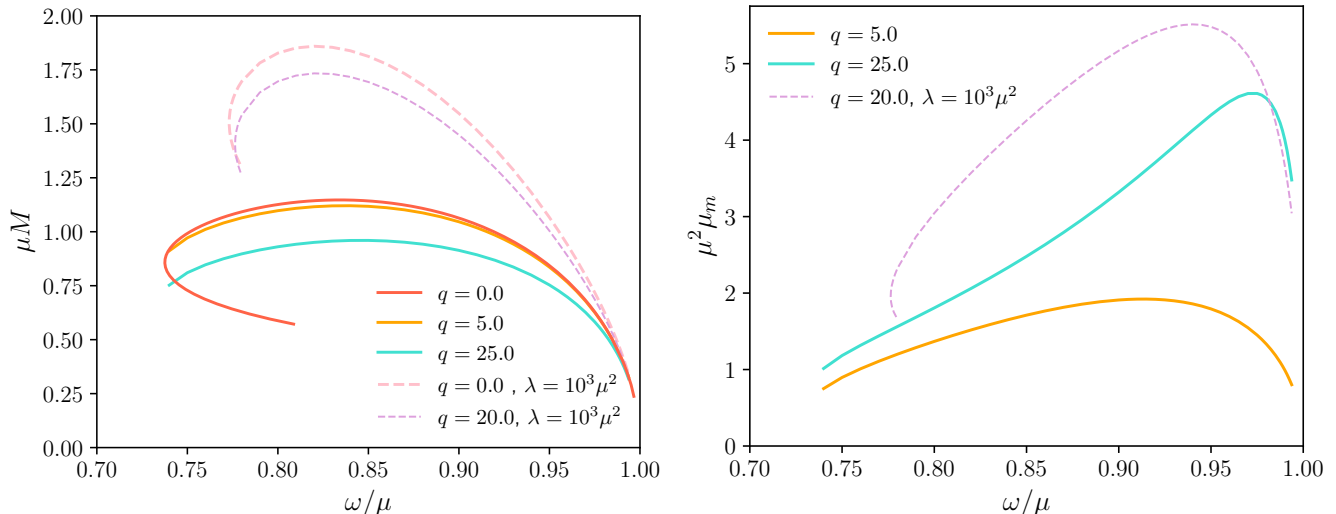 2.00
1.75
1.50
1.25
1.00
0.75
0.50
0.25
0.00
μM
0.70 0.75 0.80 0.85 0.90 0.95 1.00
ω/μ
q = 0.0
q = 5.0
q = 25.0
q = 0.0 , λ = 10³μ²
q = 20.0, λ = 10³μ²
5
4
3
2
1
0
μ²μₘ
0.70 0.75 0.80 0.85 0.90 0.95 1.00
ω/μ
q = 5.0
q = 25.0
q = 20.0, λ = 10³μ²